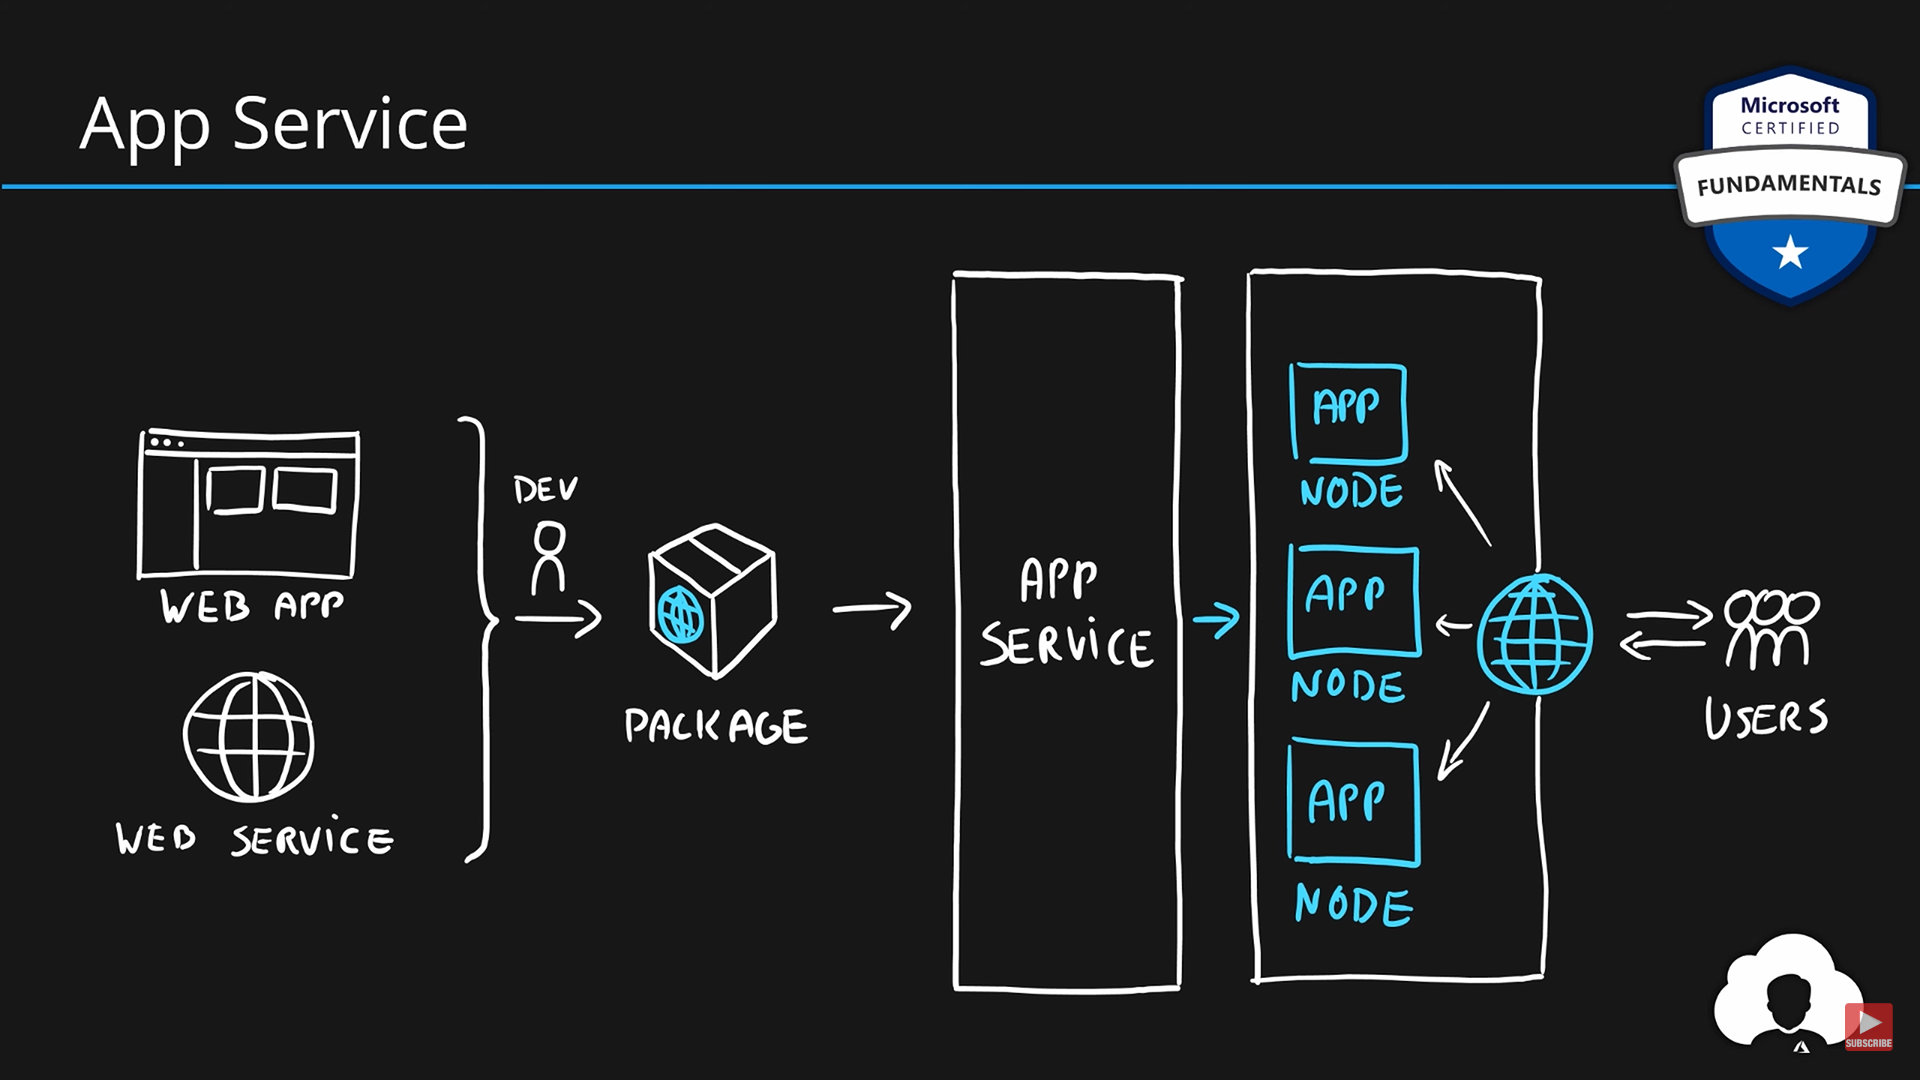 App Service
Microsoft
CERTIFIED
FUNDAMENTALS
WEB APP
WEB SERVICE
DEV
PACKAGE
APP
SERVICE
APP
NODE
APP
NODE
APP
NODE
USERS
SUBSCRIBE